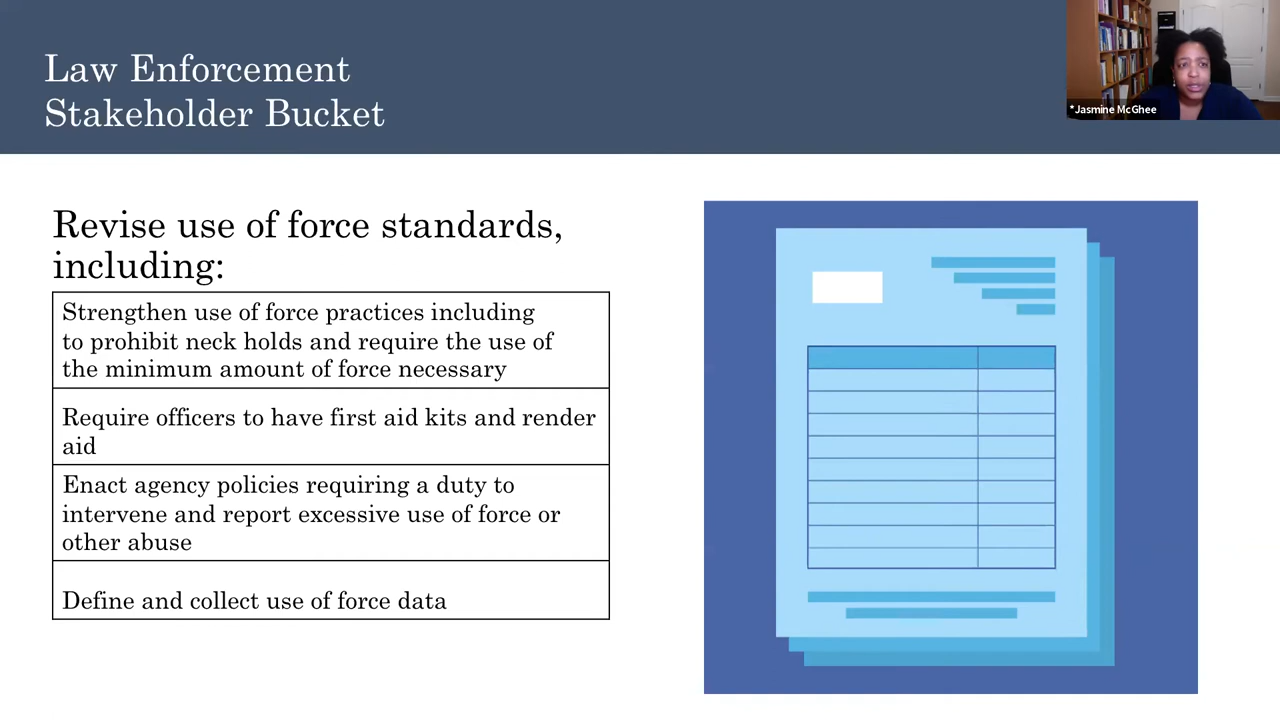 Law Enforcement
Stakeholder Bucket
*Jasmine McGhee
Revise use of force standards,
including:
Strengthen use of force practices including
to prohibit neck holds and require the use of
the minimum amount of force necessary
Require officers to have first aid kits and render
aid
Enact agency policies requiring a duty to
intervene and report excessive use of force or
other abuse
Define and collect use of force data